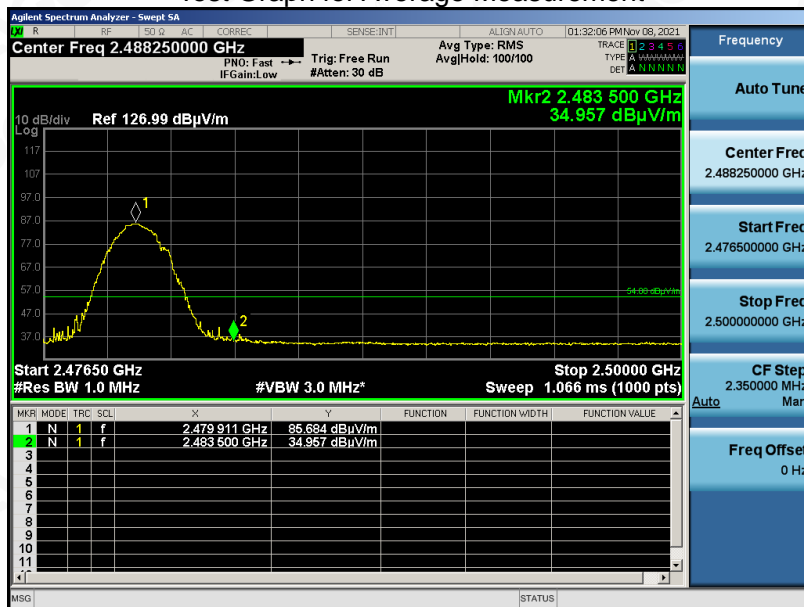 Agilent Spectrum Analyzer - Swept SA
LXI R RF 50 Ω AC CORREC SENSE:INT ALIGN AUTO 01:32:06 PM Nov 08, 2021
Center Freq 2.488250000 GHz
PNO: Fast
IFGain:Low
Trig: Free Run
#Atten: 30 dB
Avg Type: RMS
Avg|Hold: 100/100
TRACE 1 2 3 4 5 6
TYPE A WWWWW
DET A N N N N N
Mkr2 2.483 500 GHz
34.957 dBµV/m
10 dB/div Ref 126.99 dBµV/m
Log
117
107
97.0
87.0
77.0
67.0
57.0
47.0
37.0
1
2
54.00 dBµV/m
Start 2.47650 GHz Stop 2.50000 GHz
#Res BW 1.0 MHz #VBW 3.0 MHz* Sweep 1.066 ms (1000 pts)
MKR MODE TRC SCL X Y FUNCTION FUNCTION WIDTH FUNCTION VALUE
1 N 1 f 2.479 911 GHz 85.684 dBµV/m
2 N 1 f 2.483 500 GHz 34.957 dBµV/m
3
4
5
6
7
8
9
10
11
MSG STATUS
Frequency
Auto Tune
Center Freq
2.488250000 GHz
Start Freq
2.476500000 GHz
Stop Freq
2.500000000 GHz
CF Step
2.350000 MHz
Auto Man
Freq Offset
0 Hz